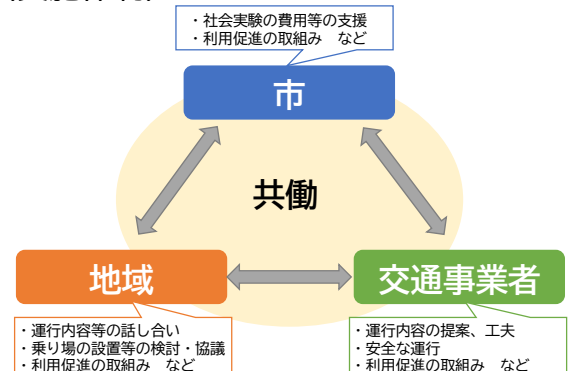 ・社会実験の費用等の支援
・利用促進の取組み　など
市
共働
地域
交通事業者
・運行内容等の話し合い
・乗り場の設置等の検討・協議
・利用促進の取組み　など
・運行内容の提案、工夫
・安全な運行
・利用促進の取組み　など